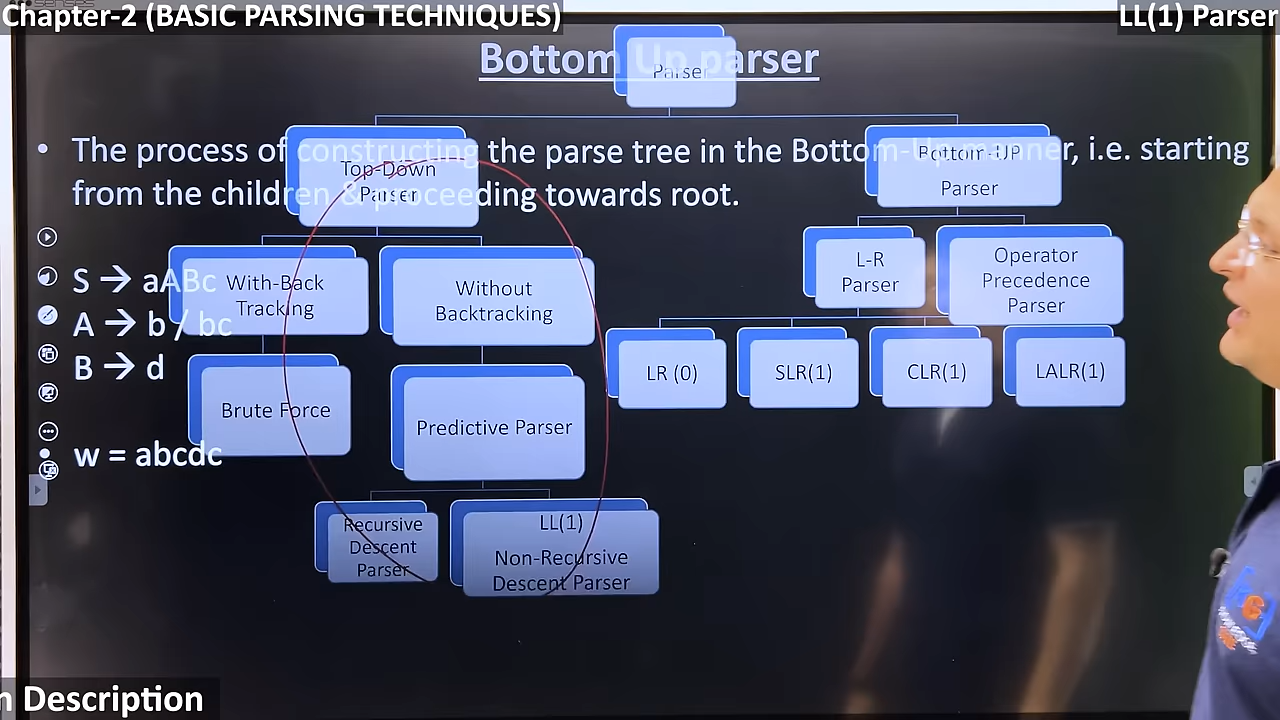 Chapter-2 (BASIC PARSING TECHNIQUES)
LL(1) Parser
Bottom Up parser
Parser
• The process of constructing the parse tree in the Bottom-Up manner, i.e. starting
from the children & proceeding towards root.
Top-Down
Parser
Bottom-UP
Parser
With-Back
Tracking
Without
Backtracking
L-R
Parser
Operator
Precedence
Parser
S → aABc
A → b / bc
B → d
Brute Force
Predictive Parser
LR (0)
SLR(1)
CLR(1)
LALR(1)
• w = abcdc
Recursive
Descent
Parser
LL(1)
Non-Recursive
Descent Parser
n Description